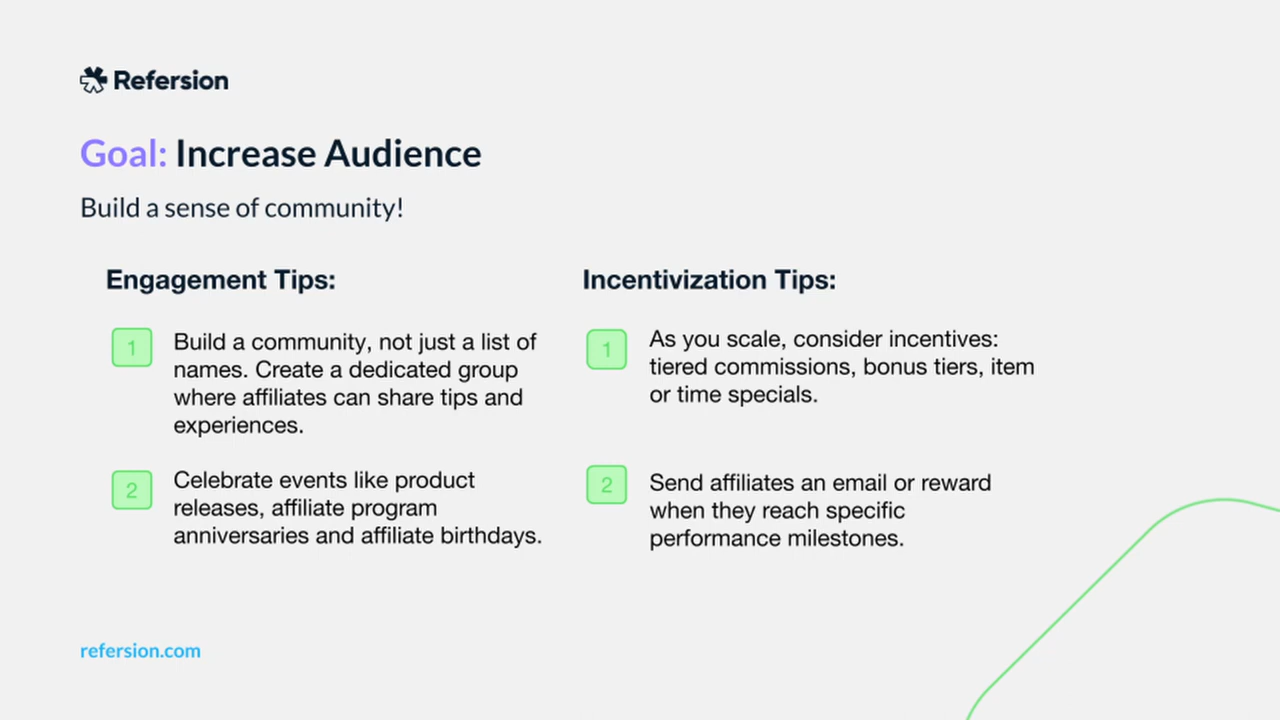 Refersion
Goal: Increase Audience
Build a sense of community!
Engagement Tips:
1
Build a community, not just a list of
names. Create a dedicated group
where affiliates can share tips and
experiences.
2
Celebrate events like product
releases, affiliate program
anniversaries and affiliate birthdays.
Incentivization Tips:
1
As you scale, consider incentives:
tiered commissions, bonus tiers, item
or time specials.
2
Send affiliates an email or reward
when they reach specific
performance milestones.
refersion.com